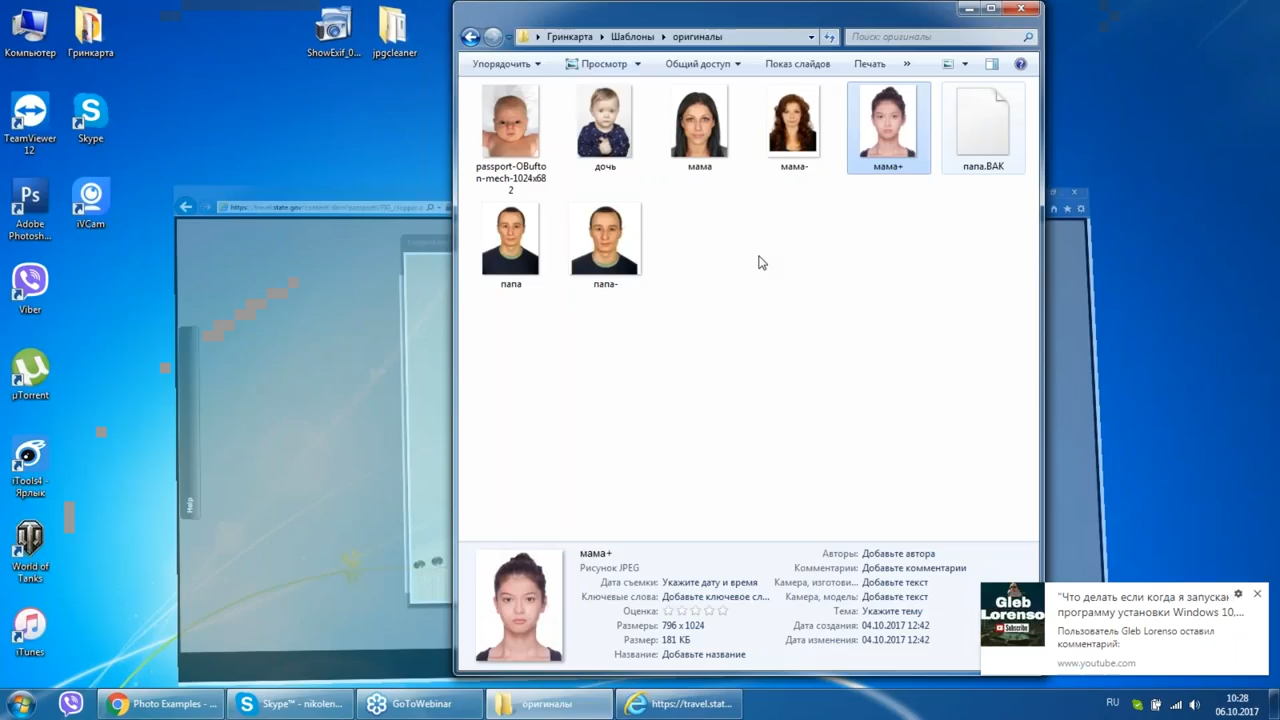 Компьютер
Гринкарта
ShowExif_0...
jpgcleaner
TeamViewer
12
Skype
Adobe
Photosh...
iVCam
Viber
µTorrent
iTools4 -
Ярлык
World of
Tanks
iTunes
Гринкарта
Шаблоны
оригиналы
Поиск: оригиналы
Упорядочить
Просмотр
Общий доступ
Показ слайдов
Печать
»
passport-OBufto
n-mech-1024x68
2
дочь
мама
мама-
мама+
папа.BAK
папа
папа-
Help
мама+
Рисунок JPEG
Дата съемки: Укажите дату и время
Ключевые слова: Добавьте ключевое сл...
Оценка:
Размеры: 796 x 1024
Размер: 181 КБ
Название: Добавьте название
Авторы: Добавьте автора
Комментарии: Добавьте комментарии
Камера, изготови... Добавьте текст
Камера, модель: Добавьте текст
Тема: Укажите тему
Дата создания: 04.10.2017 12:42
Дата изменения: 04.10.2017 12:42
Gleb
Lorenso
Subscribe
"Что делать если когда я запускаю
программу установки Windows 10,...
Пользователь Gleb Lorenso оставил
комментарий:
www.youtube.com
Photo Examples - ...
Skype™ - nikolen...
GoToWebinar
оригиналы
https://travel.stat...
RU
10:28
06.10.2017